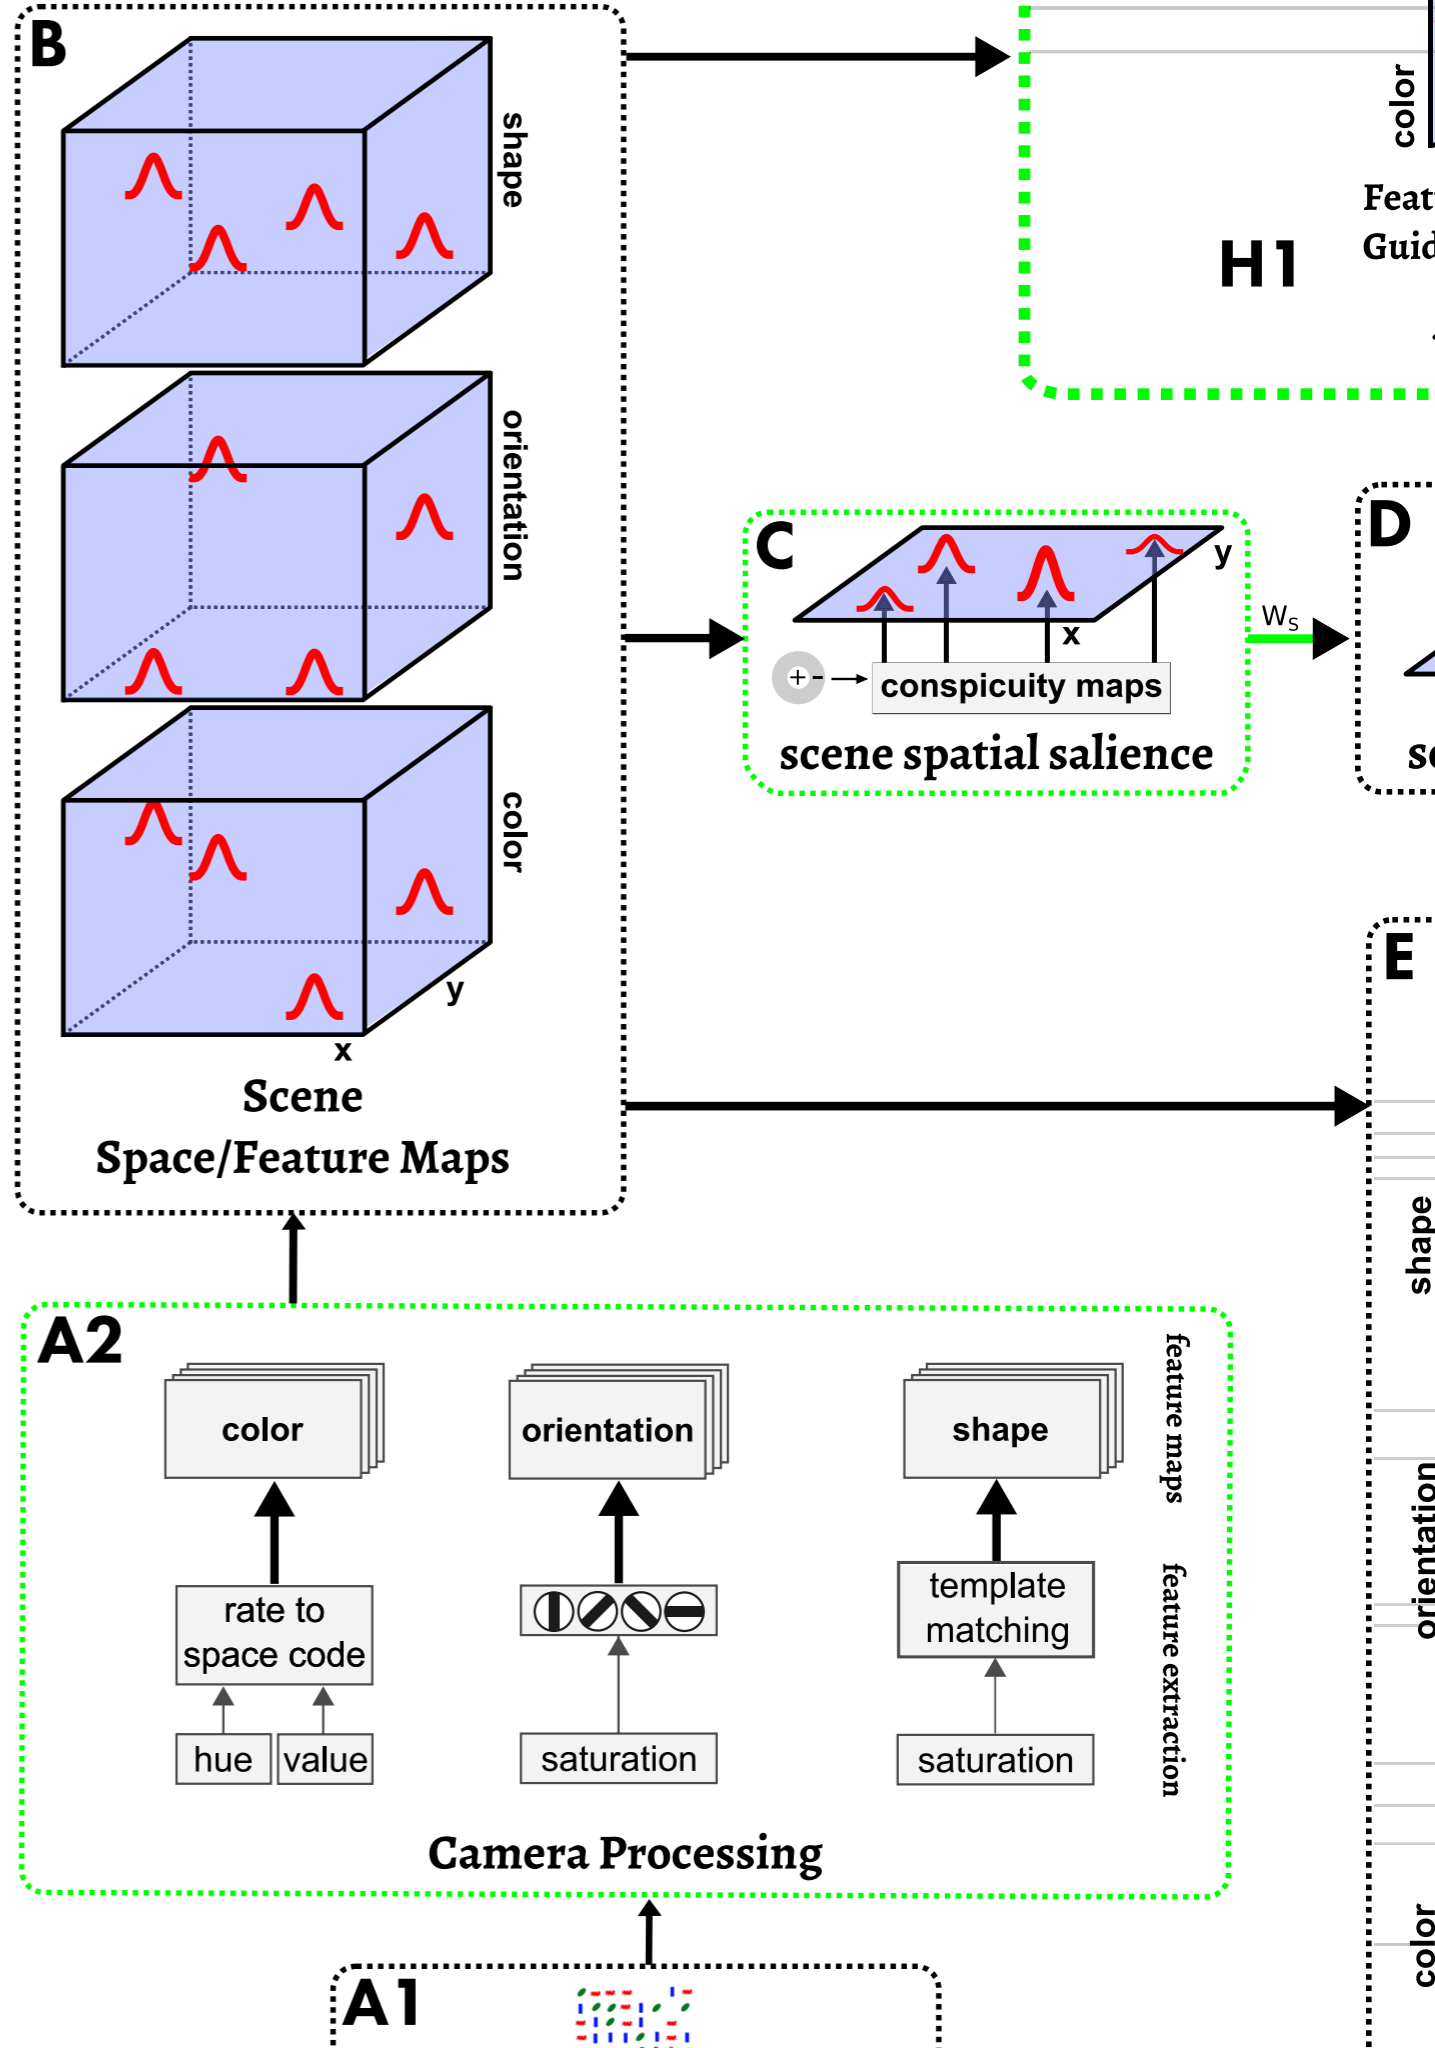 B
shape
orientation
color
y
x
Scene
Space/Feature Maps
color
H1
C
y
x
+ -
conspicuity maps
scene spatial salience
WS
D
E
shape
orientation
color
A2
color
orientation
shape
feature maps
rate to
space code
template
matching
feature extraction
hue
value
saturation
saturation
Camera Processing
A1